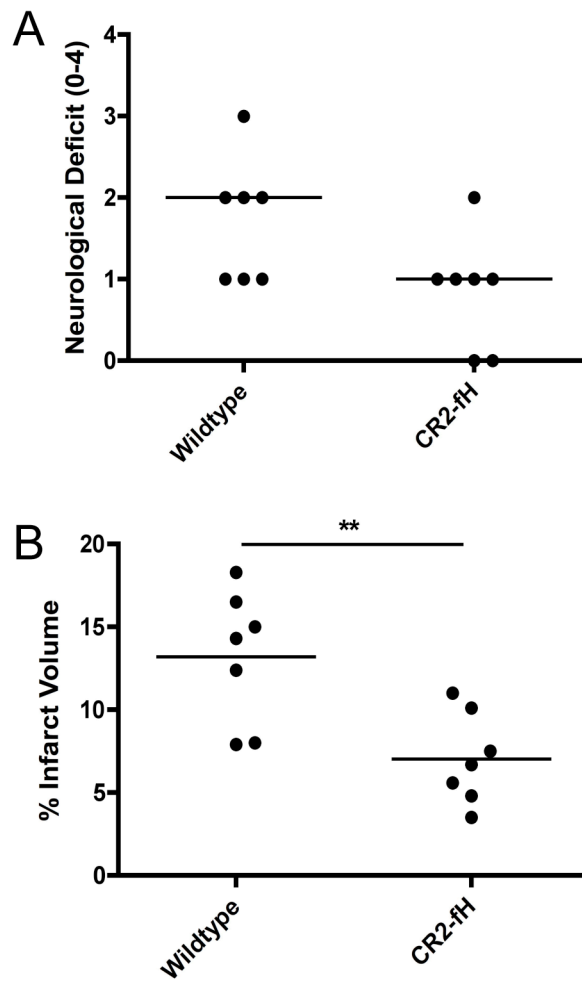 A
Neurological Deficit (0-4)
4
3
2
1
0
Wildtype
CR2-fH
B
**
% Infarct Volume
20
15
10
5
0
Wildtype
CR2-fH